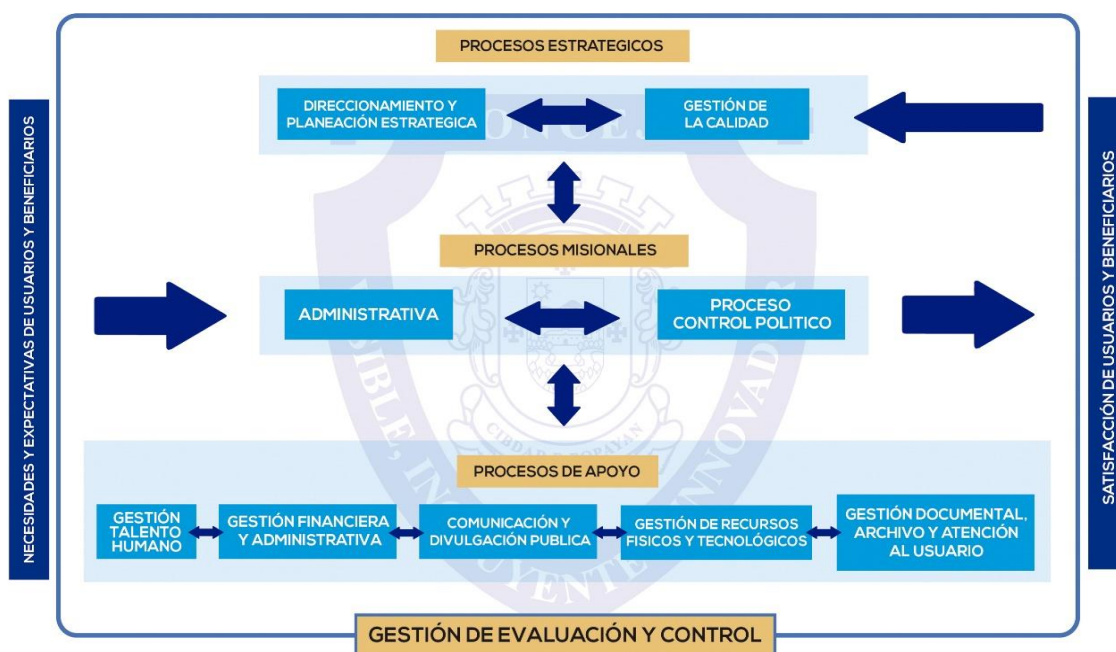 PROCESOS ESTRATEGICOS
DIRECCIONAMIENTO Y
PLANEACIÓN ESTRATEGICA
GESTIÓN DE
LA CALIDAD
NECESIDADES Y EXPECTATIVAS DE USUARIOS Y BENEFICIARIOS
PROCESOS MISIONALES
ADMINISTRATIVA
PROCESO
CONTROL POLITICO
SATISFACCIÓN DE USUARIOS Y BENEFICIARIOS
PROCESOS DE APOYO
GESTIÓN
TALENTO
HUMANO
GESTIÓN FINANCIERA
Y ADMINISTRATIVA
COMUNICACIÓN Y
DIVULGACIÓN PUBLICA
GESTIÓN DE RECURSOS
FISICOS Y TECNOLÓGICOS
GESTIÓN DOCUMENTAL,
ARCHIVO Y ATENCIÓN
AL USUARIO
GESTIÓN DE EVALUACIÓN Y CONTROL